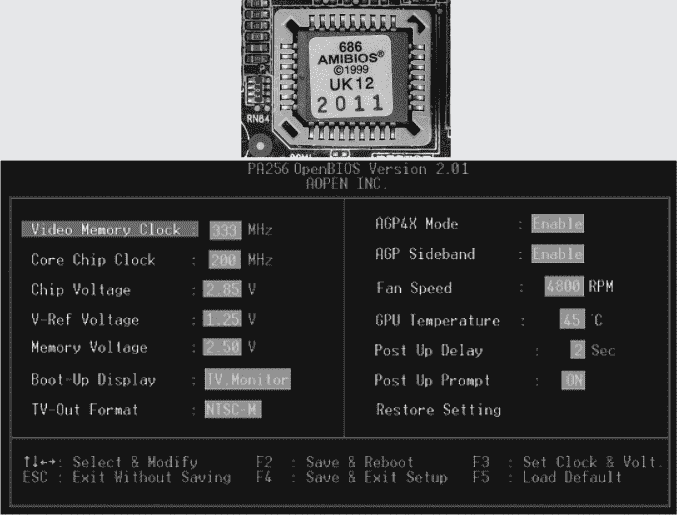 686
AMIBIOS®
©1999
UK12
2011
RN84
PA256 OpenBIOS Version 2.01
AOPEN INC.
Video Memory Clock : 333 MHz
Core Chip Clock : 200 MHz
Chip Voltage : 2.85 V
V-Ref Voltage : 1.25 V
Memory Voltage : 2.50 V
Boot-Up Display : TV,Monitor
TV-Out Format : NTSC-M
AGP4X Mode : Enable
AGP Sideband : Enable
Fan Speed : 4800 RPM
GPU Temperature : 45 °C
Post Up Delay : 2 Sec
Post Up Prompt : ON
Restore Setting
↑↓←→: Select & Modify F2 : Save & Reboot F3 : Set Clock & Volt.
ESC : Exit Without Saving F4 : Save & Exit Setup F5 : Load Default